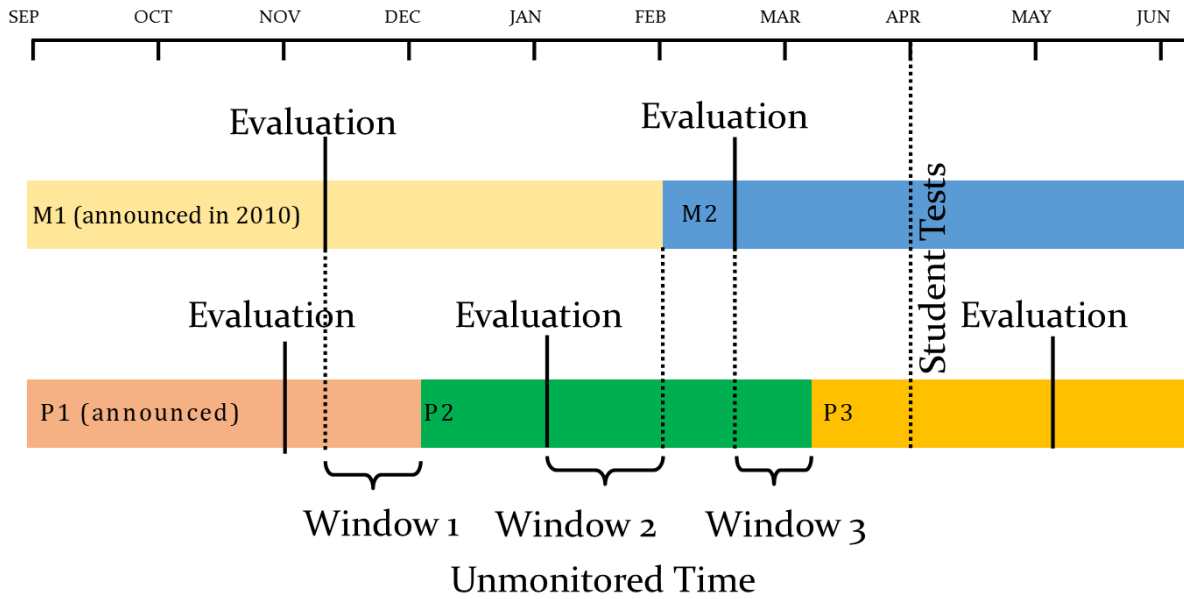 SEP OCT NOV DEC JAN FEB MAR APR MAY JUN
Evaluation Evaluation
M1 (announced in 2010) M2
Student Tests
Evaluation Evaluation Evaluation
P1 (announced) P2 P3
Window 1 Window 2 Window 3
Unmonitored Time